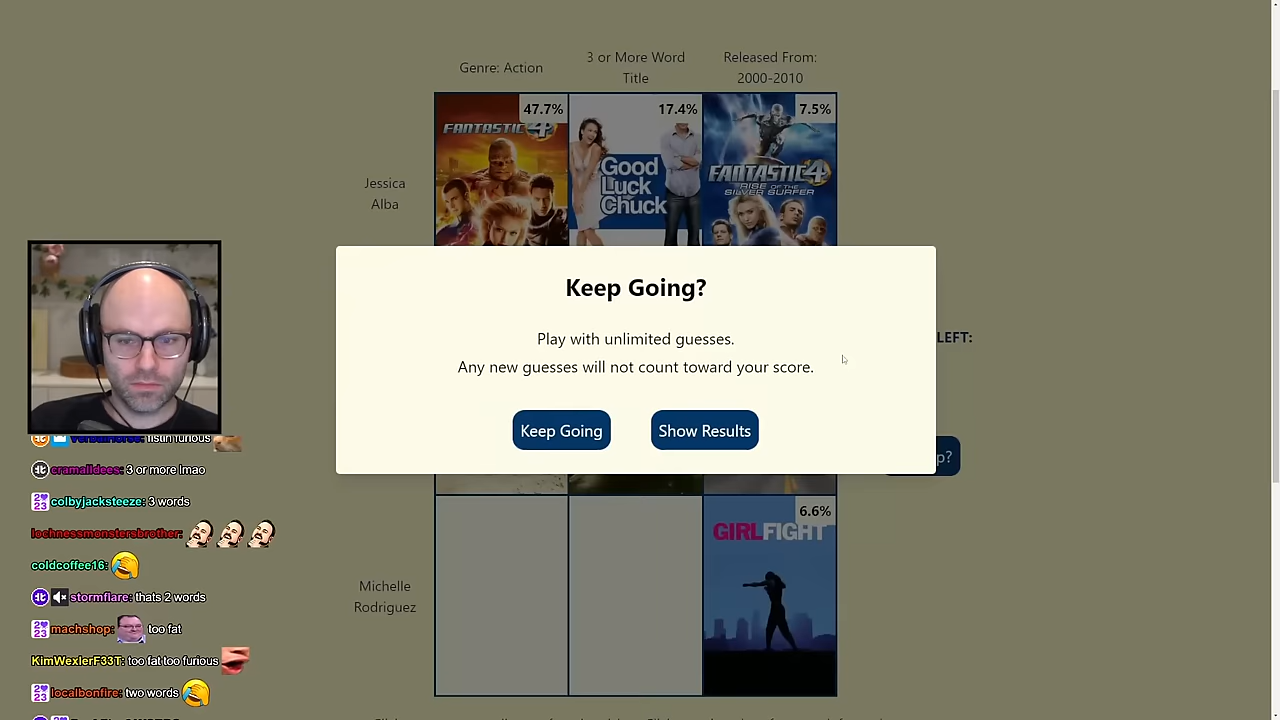 Genre: Action
3 or More Word
Title
Released From:
2000-2010
47.7%
17.4%
7.5%
FANTASTIC 4
Good
Luck
Chuck
FANTASTIC 4
RISE OF THE
SILVER SURFER
Jessica
Alba
Keep Going?
Play with unlimited guesses.
Any new guesses will not count toward your score.
Keep Going
Show Results
LEFT:
p?
6.6%
GIRLFIGHT
Michelle
Rodriguez
fistin furious
cramalldees: 3 or more lmao
colbyjacksteeze: 3 words
lochnessmonstersbrother:
coldcoffee16:
stormflare: thats 2 words
machshop: too fat
KimWexlerF33T: too fat too furious
localbonfire: two words